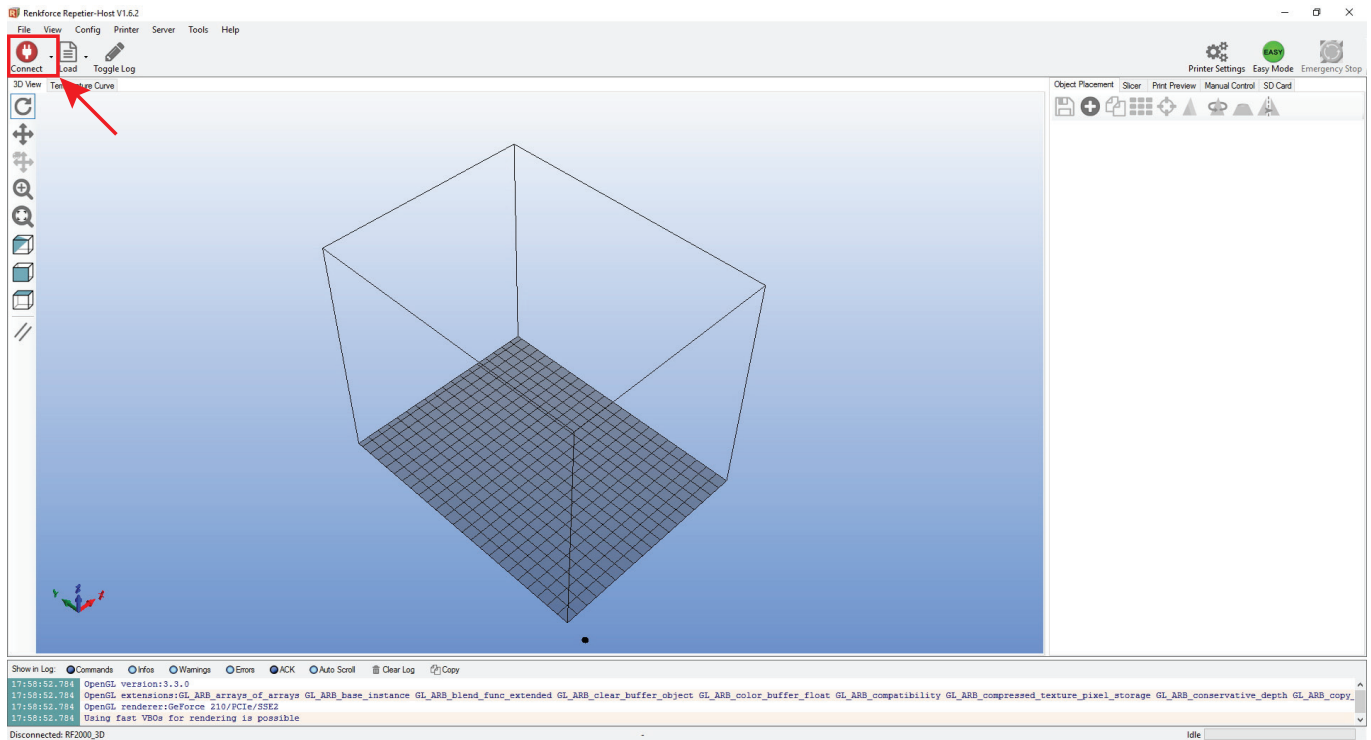 Renkforce Repetier-Host V1.6.2
File View Config Printer Server Tools Help
Connect Load Toggle Log Printer Settings EASY Easy Mode Emergency Stop
3D View Temperature Curve Object Placement Slicer Print Preview Manual Control SD Card
Y Z X
Show in Log: Commands Infos Warnings Errors ACK Auto Scroll Clear Log Copy
17:58:52.784 OpenGL version:3.3.0
17:58:52.784 OpenGL extensions:GL_ARB_arrays_of_arrays GL_ARB_base_instance GL_ARB_blend_func_extended GL_ARB_clear_buffer_object GL_ARB_color_buffer_float GL_ARB_compatibility GL_ARB_compressed_texture_pixel_storage GL_ARB_conservative_depth GL_ARB_copy_
17:58:52.784 OpenGL renderer:GeForce 210/PCIe/SSE2
17:58:52.784 Using fast VBOs for rendering is possible
Disconnected: RF2000_3D - Idle